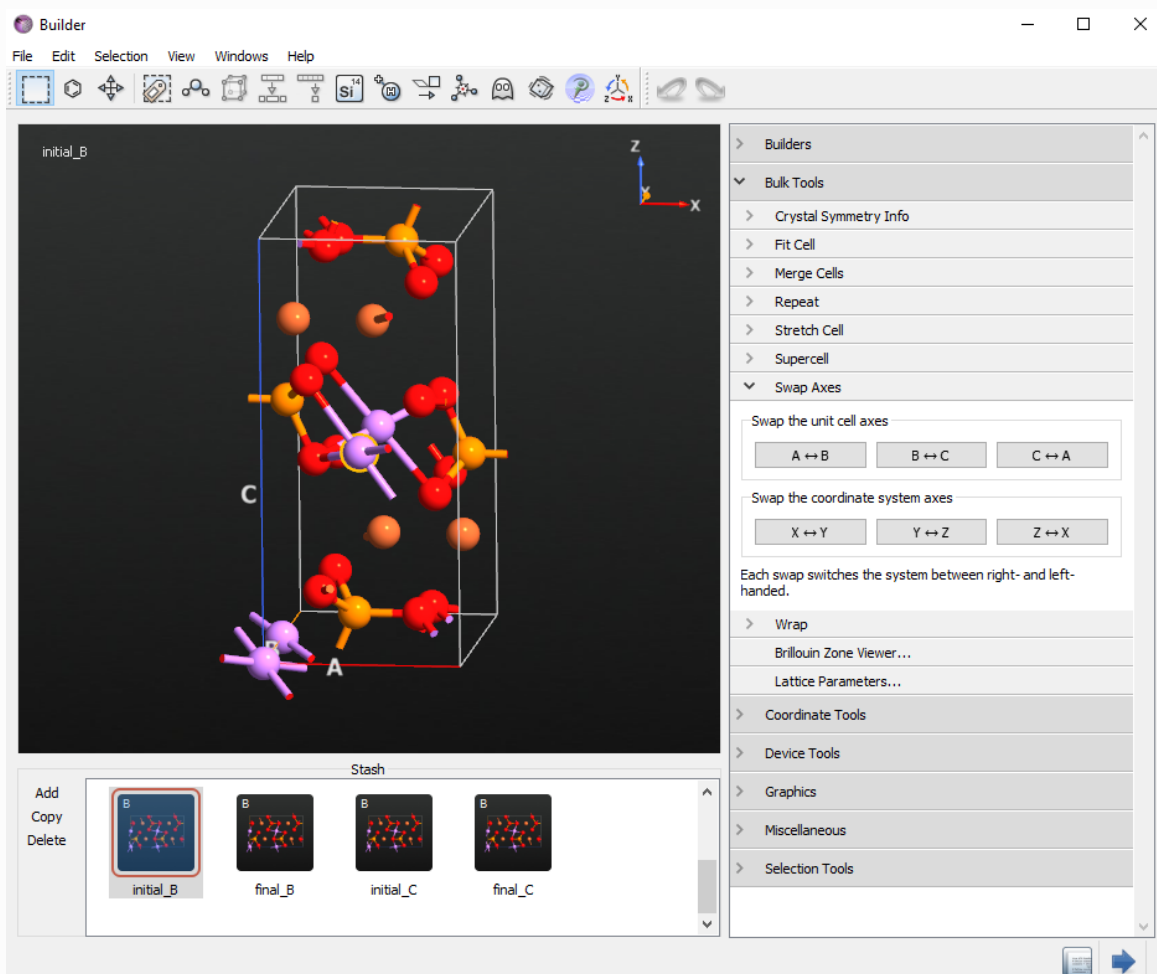 Builder
File Edit Selection View Windows Help
Si 14
H
Z X
initial_B
Z
Y
X
C
B
A
Builders
Bulk Tools
Crystal Symmetry Info
Fit Cell
Merge Cells
Repeat
Stretch Cell
Supercell
Swap Axes
Swap the unit cell axes
A ↔ B B ↔ C C ↔ A
Swap the coordinate system axes
X ↔ Y Y ↔ Z Z ↔ X
Each swap switches the system between right- and left-
handed.
Wrap
Brillouin Zone Viewer...
Lattice Parameters...
Coordinate Tools
Device Tools
Graphics
Miscellaneous
Selection Tools
Stash
Add
Copy
Delete
B B B B
initial_B final_B initial_C final_C